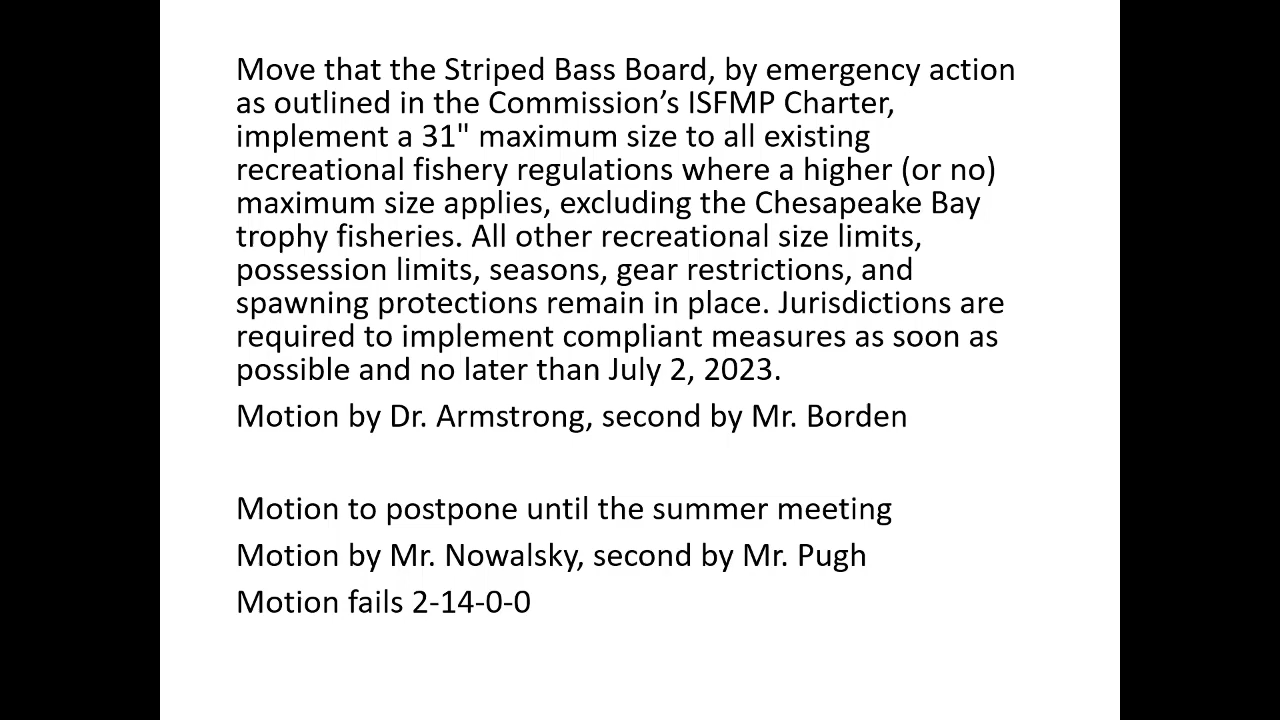 Move that the Striped Bass Board, by emergency action
as outlined in the Commission’s ISFMP Charter,
implement a 31" maximum size to all existing
recreational fishery regulations where a higher (or no)
maximum size applies, excluding the Chesapeake Bay
trophy fisheries. All other recreational size limits,
possession limits, seasons, gear restrictions, and
spawning protections remain in place. Jurisdictions are
required to implement compliant measures as soon as
possible and no later than July 2, 2023.
Motion by Dr. Armstrong, second by Mr. Borden
Motion to postpone until the summer meeting
Motion by Mr. Nowalsky, second by Mr. Pugh
Motion fails 2-14-0-0